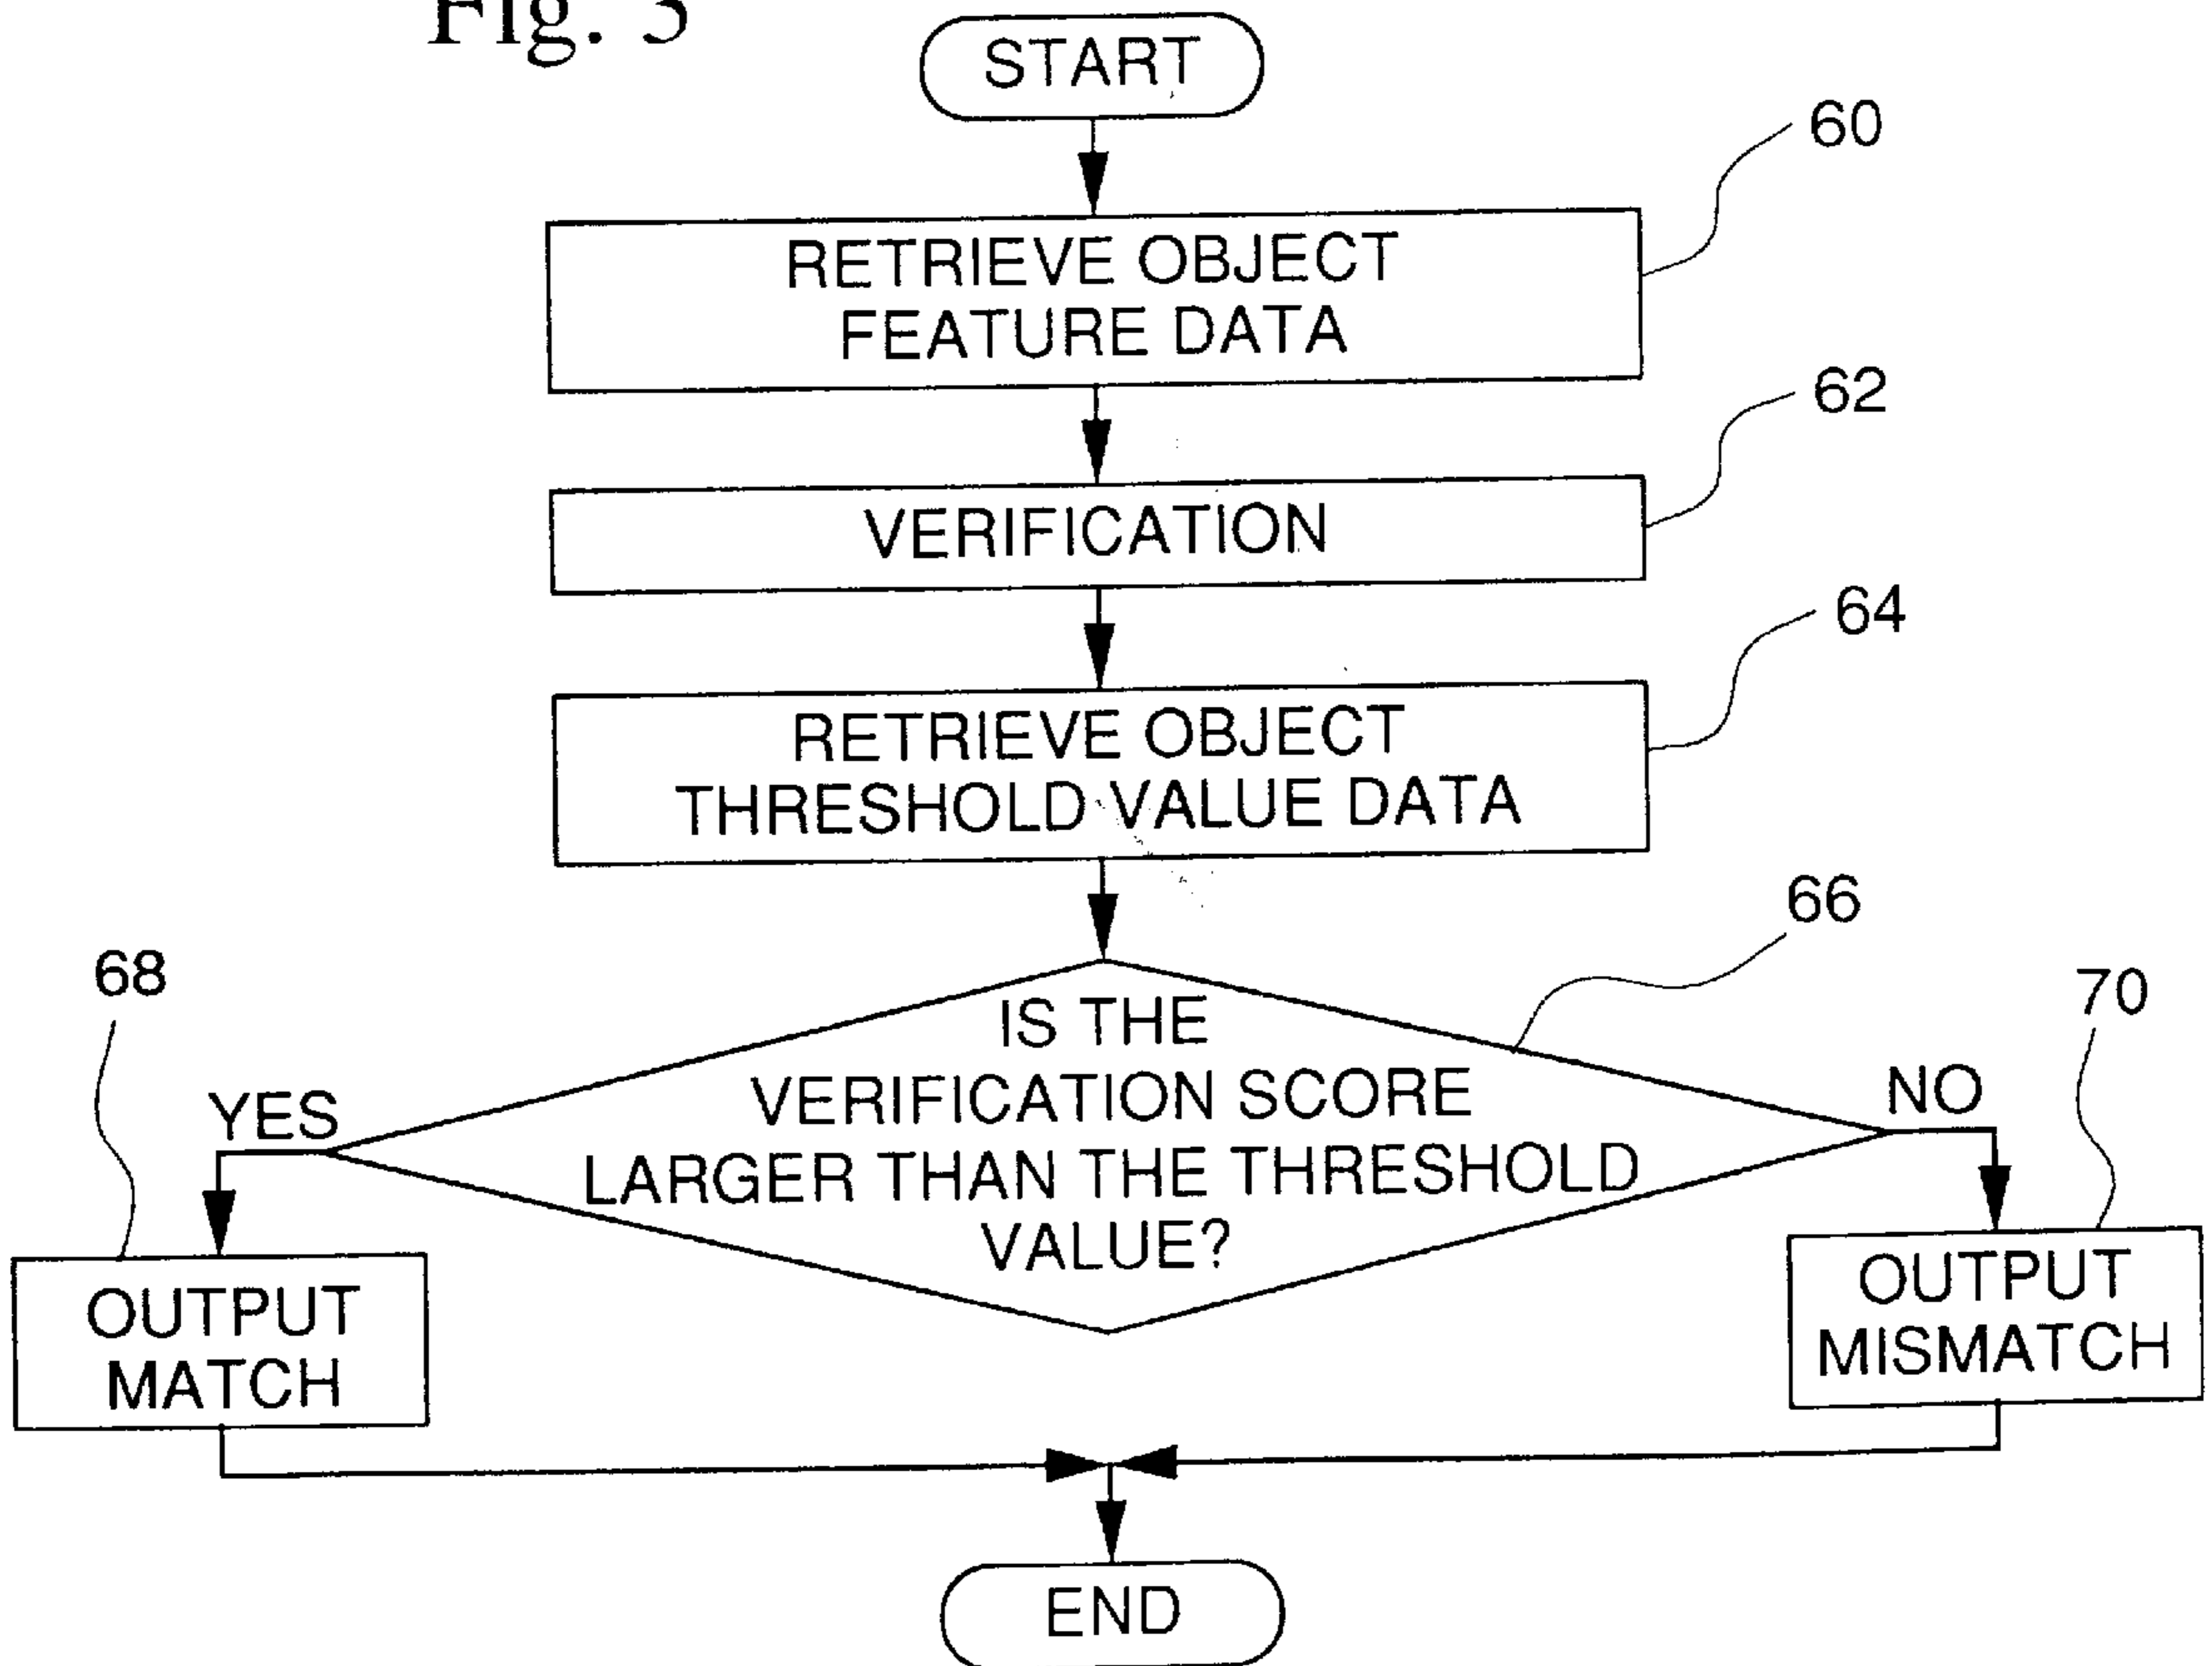 Fig.
START
60
RETRIEVE OBJECT
FEATURE DATA
62
VERIFICATION
64
RETRIEVE OBJECT
THRESHOLD VALUE DATA
66
68
70
IS THE
VERIFICATION SCORE
LARGER THAN THE THRESHOLD
VALUE?
YES
NO
OUTPUT
MATCH
OUTPUT
MISMATCH
END